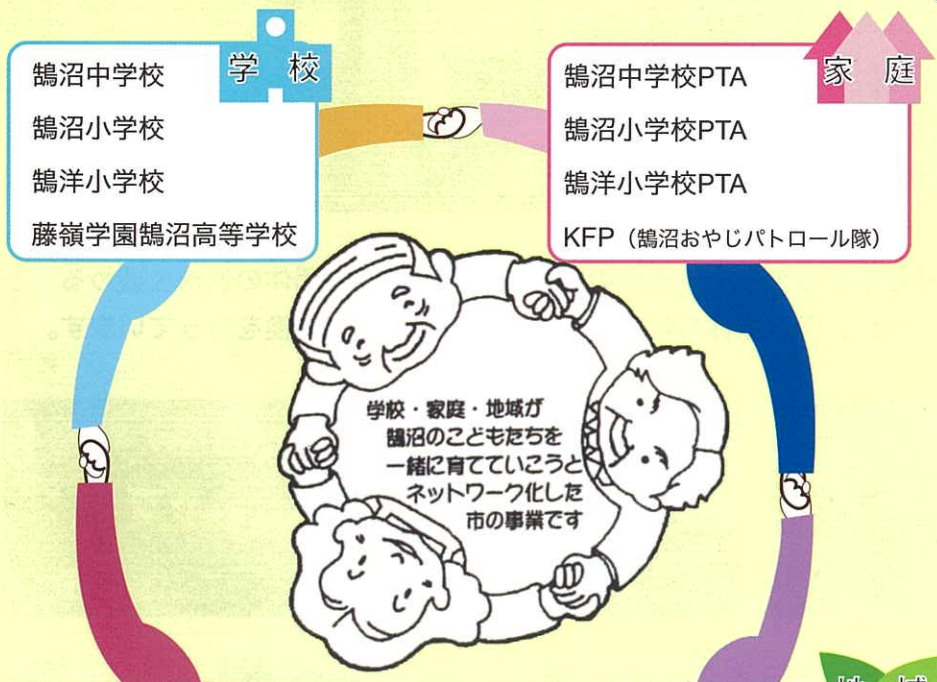 学 校
鵠沼中学校
鵠沼小学校
鵠洋小学校
藤嶺学園鵠沼高等学校
家 庭
鵠沼中学校PTA
鵠沼小学校PTA
鵠洋小学校PTA
KFP（鵠沼おやじパトロール隊）
学校・家庭・地域が
鵠沼のこどもたちを
一緒に育てていこうと
ネットワーク化した
市の事業です
地 域